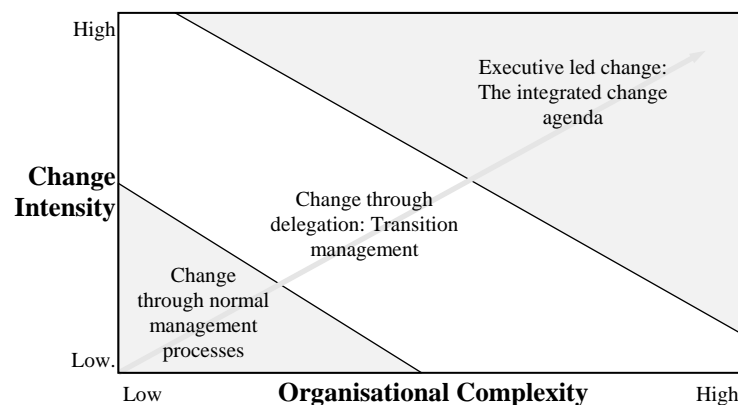 High
Executive led change:
The integrated change
agenda
Change
Intensity
Change through
delegation: Transition
management
Change
through normal
management
processes
Low.
Low
Organisational Complexity
High